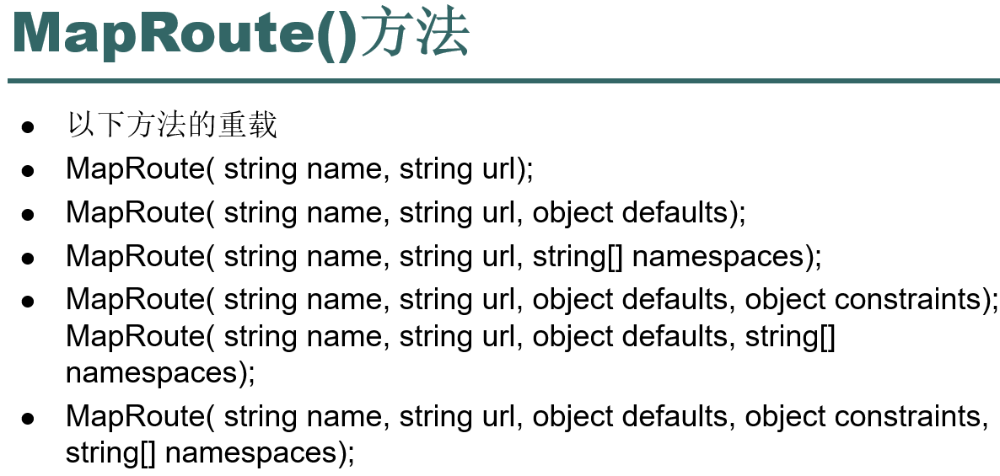 MapRoute()方法
● 以下方法的重载
● MapRoute( string name, string url);
● MapRoute( string name, string url, object defaults);
● MapRoute( string name, string url, string[] namespaces);
● MapRoute( string name, string url, object defaults, object constraints);
MapRoute( string name, string url, object defaults, string[]
namespaces);
● MapRoute( string name, string url, object defaults, object constraints,
string[] namespaces);